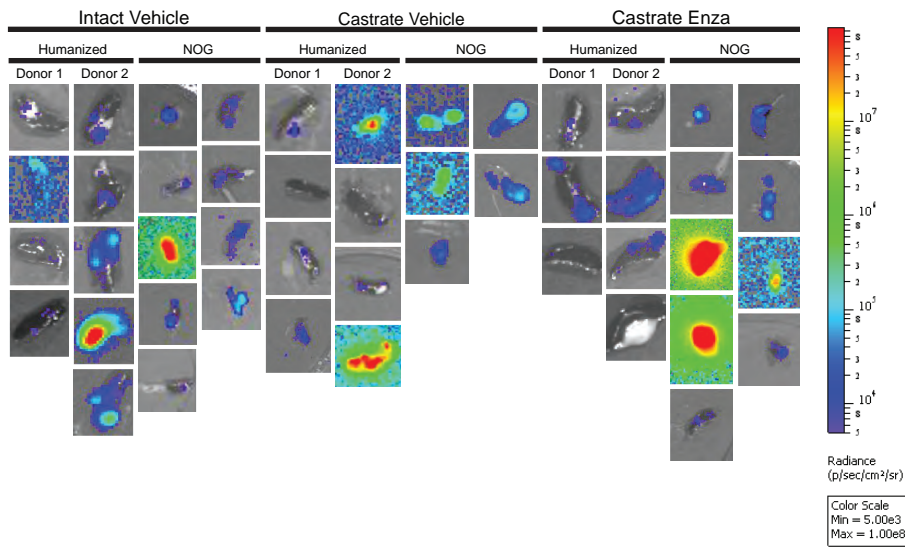 Intact Vehicle Castrate Vehicle Castrate Enza
Humanized NOG Humanized NOG Humanized NOG
Donor 1 Donor 2 Donor 1 Donor 2 Donor 1 Donor 2
8
5
3
2
10⁷
8
5
3
2
10⁶
8
5
3
2
10⁵
8
5
3
2
10⁴
8
5
Radiance
(p/sec/cm²/sr)
Color Scale
Min = 5.00e3
Max = 1.00e8